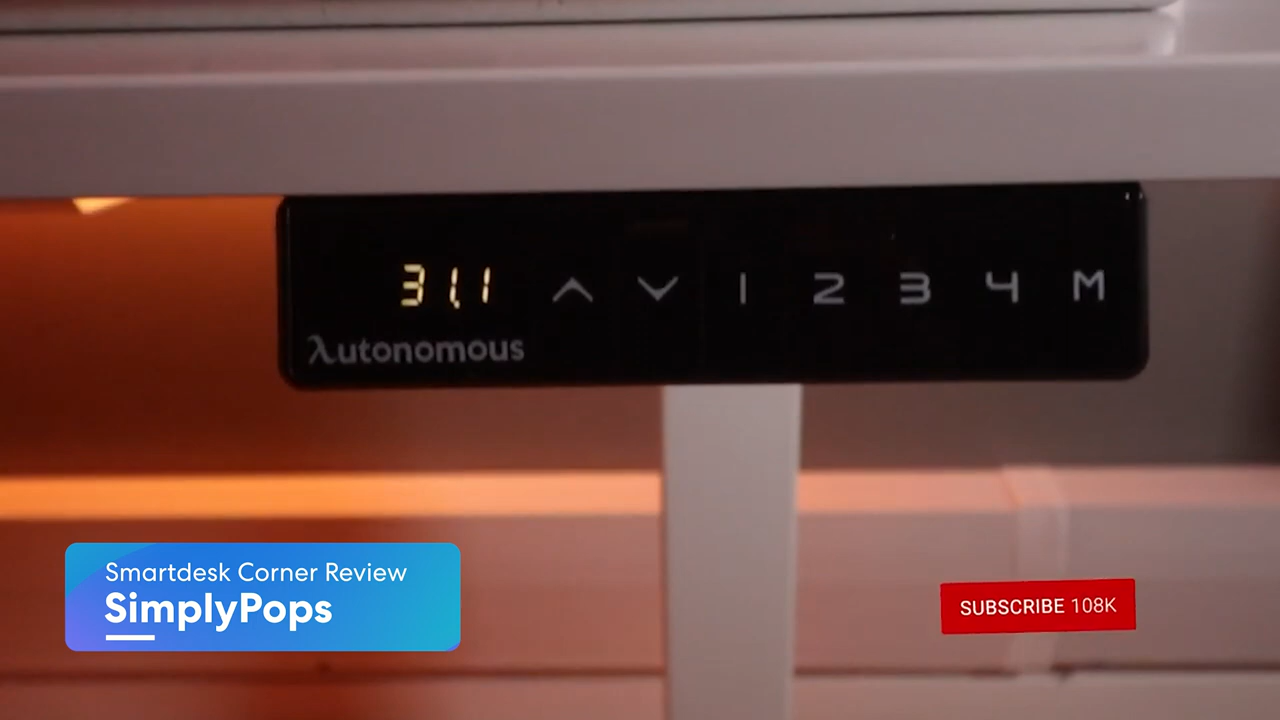 31.1 1 2 3 4 M
λutonomous
Smartdesk Corner Review
SimplyPops
SUBSCRIBE 108K